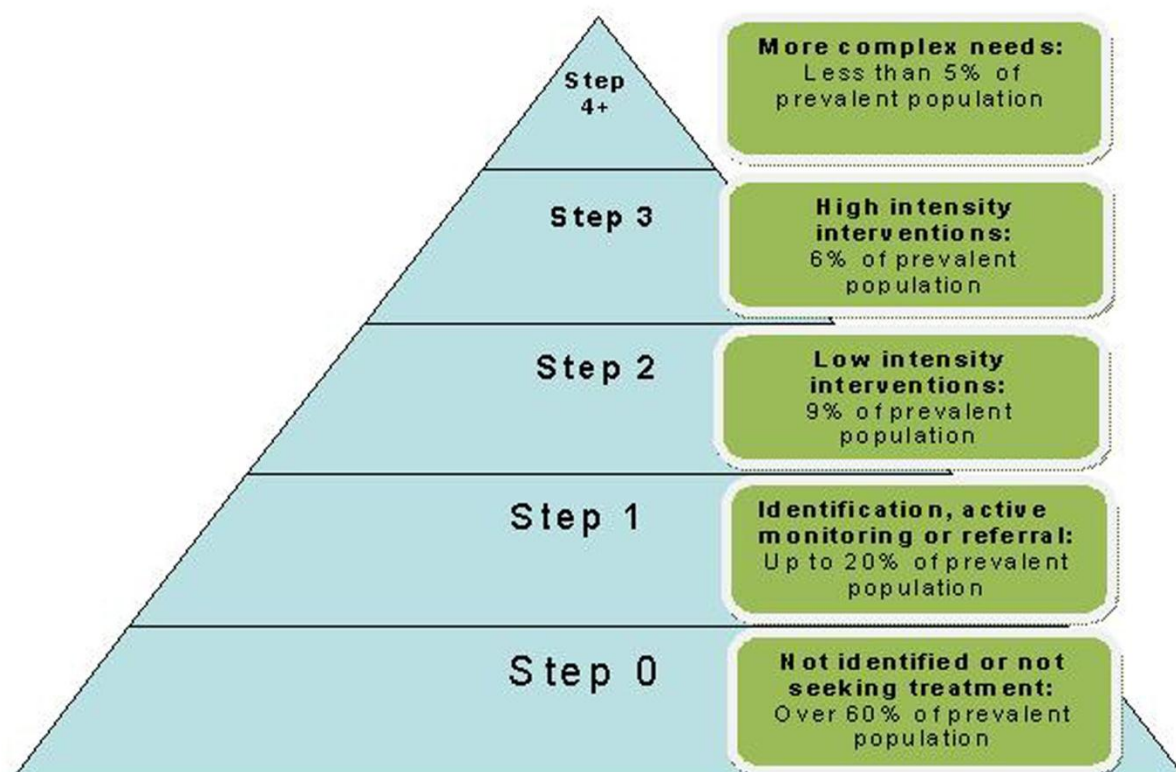 Step
4+
More complex needs:
Less than 5% of
prevalent population
Step 3
High intensity
interventions:
6% of prevalent
population
Step 2
Low intensity
interventions:
9% of prevalent
population
Step 1
Identification, active
monitoring or referral:
Up to 20% of prevalent
population
Step 0
Not identified or not
seeking treatment:
Over 60% of prevalent
population